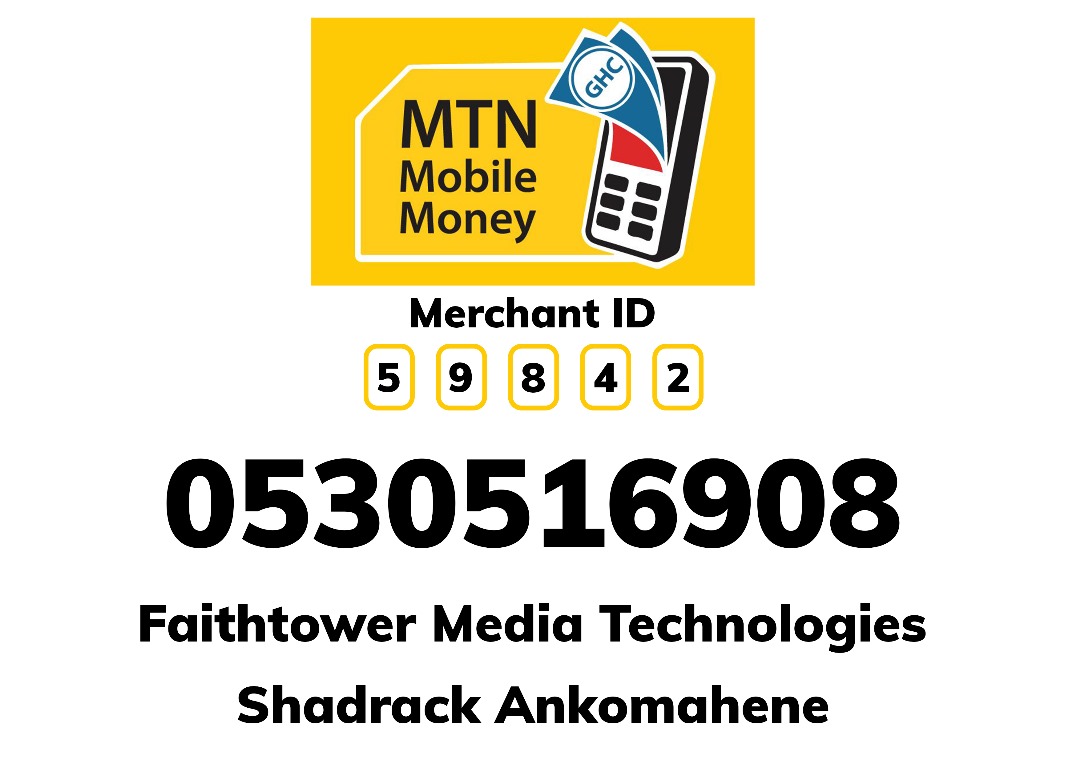 GHC
MTN
Mobile
Money
Merchant ID
5 9 8 4 2
0530516908
Faithtower Media Technologies
Shadrack Ankomahene